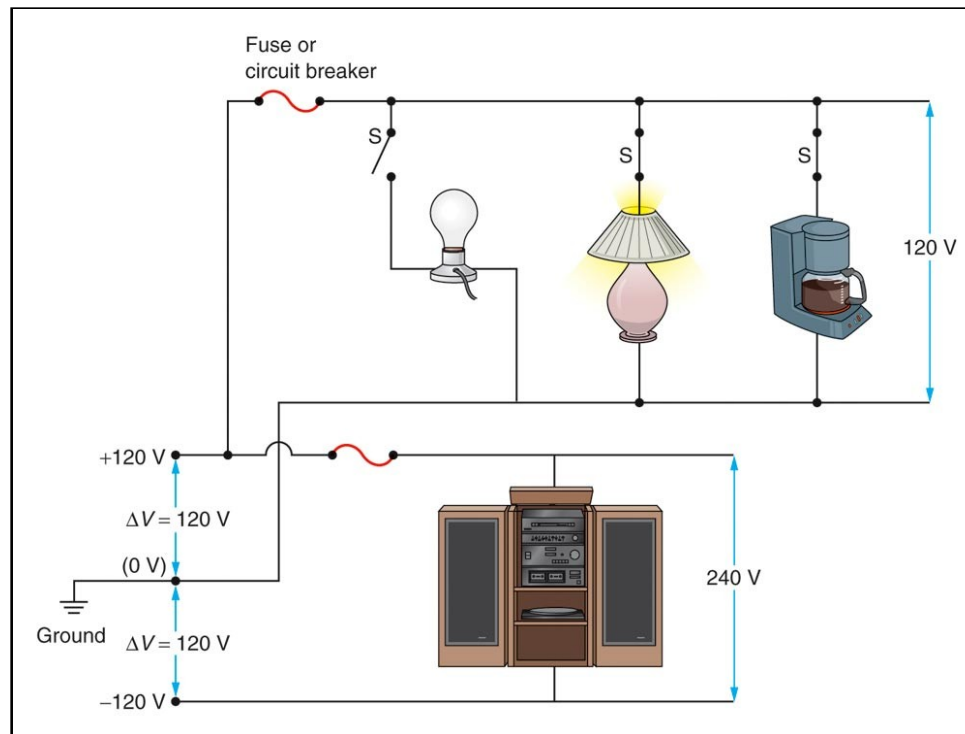 Fuse or
circuit breaker
S
S
S
120 V
+120 V
ΔV = 120 V
(0 V)
240 V
Ground
ΔV = 120 V
−120 V